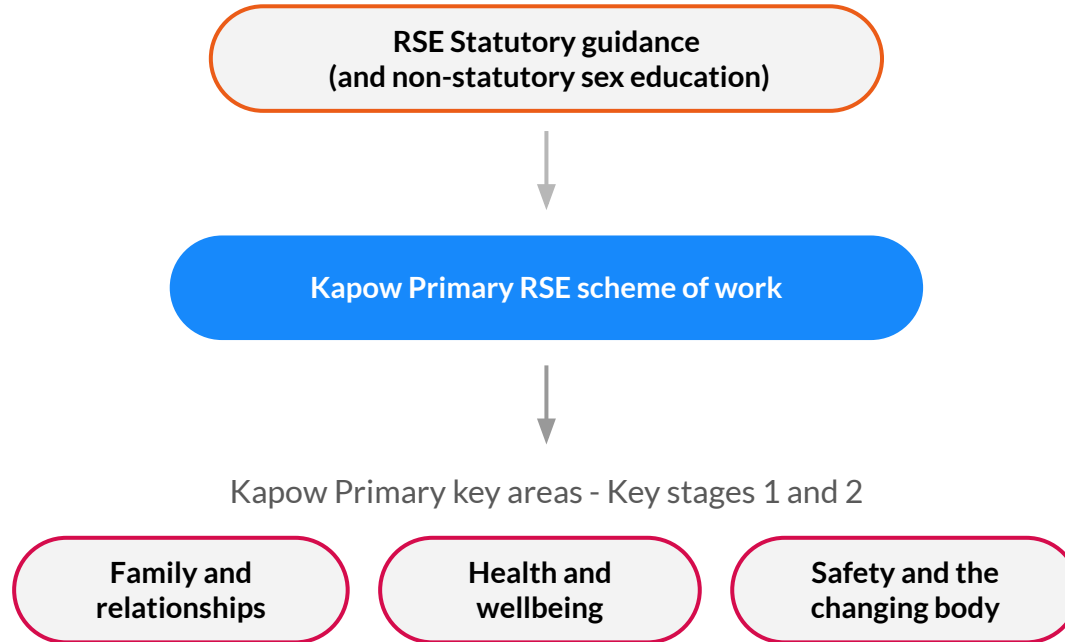 RSE Statutory guidance
(and non-statutory sex education)
Kapow Primary RSE scheme of work
Kapow Primary key areas - Key stages 1 and 2
Family and
relationships
Health and
wellbeing
Safety and the
changing body